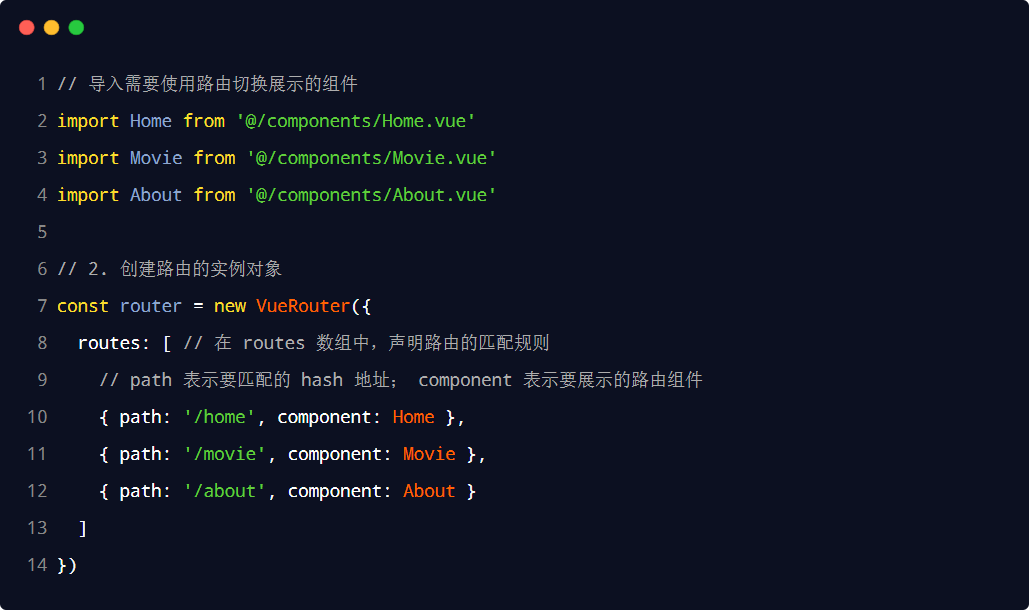 1 // 导入需要使用路由切换展示的组件
2 import Home from '@/components/Home.vue'
3 import Movie from '@/components/Movie.vue'
4 import About from '@/components/About.vue'
5
6 // 2. 创建路由的实例对象
7 const router = new VueRouter({
8   routes: [ // 在 routes 数组中，声明路由的匹配规则
9     // path 表示要匹配的 hash 地址； component 表示要展示的路由组件
10     { path: '/home', component: Home },
11     { path: '/movie', component: Movie },
12     { path: '/about', component: About }
13   ]
14 })